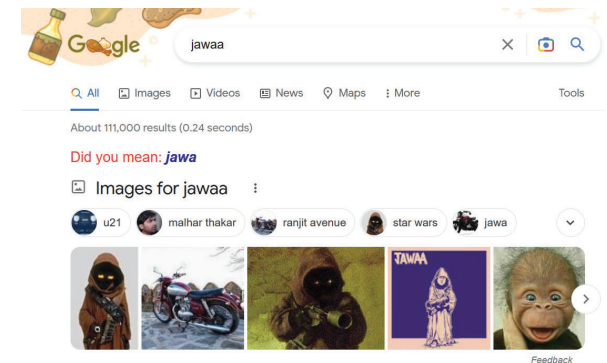 Google
jawaa
All Images Videos News Maps More Tools
About 111,000 results (0.24 seconds)
Did you mean: jawa
Images for jawaa
u21 malhar thakar ranjit avenue star wars jawa
JAWAA
Feedback